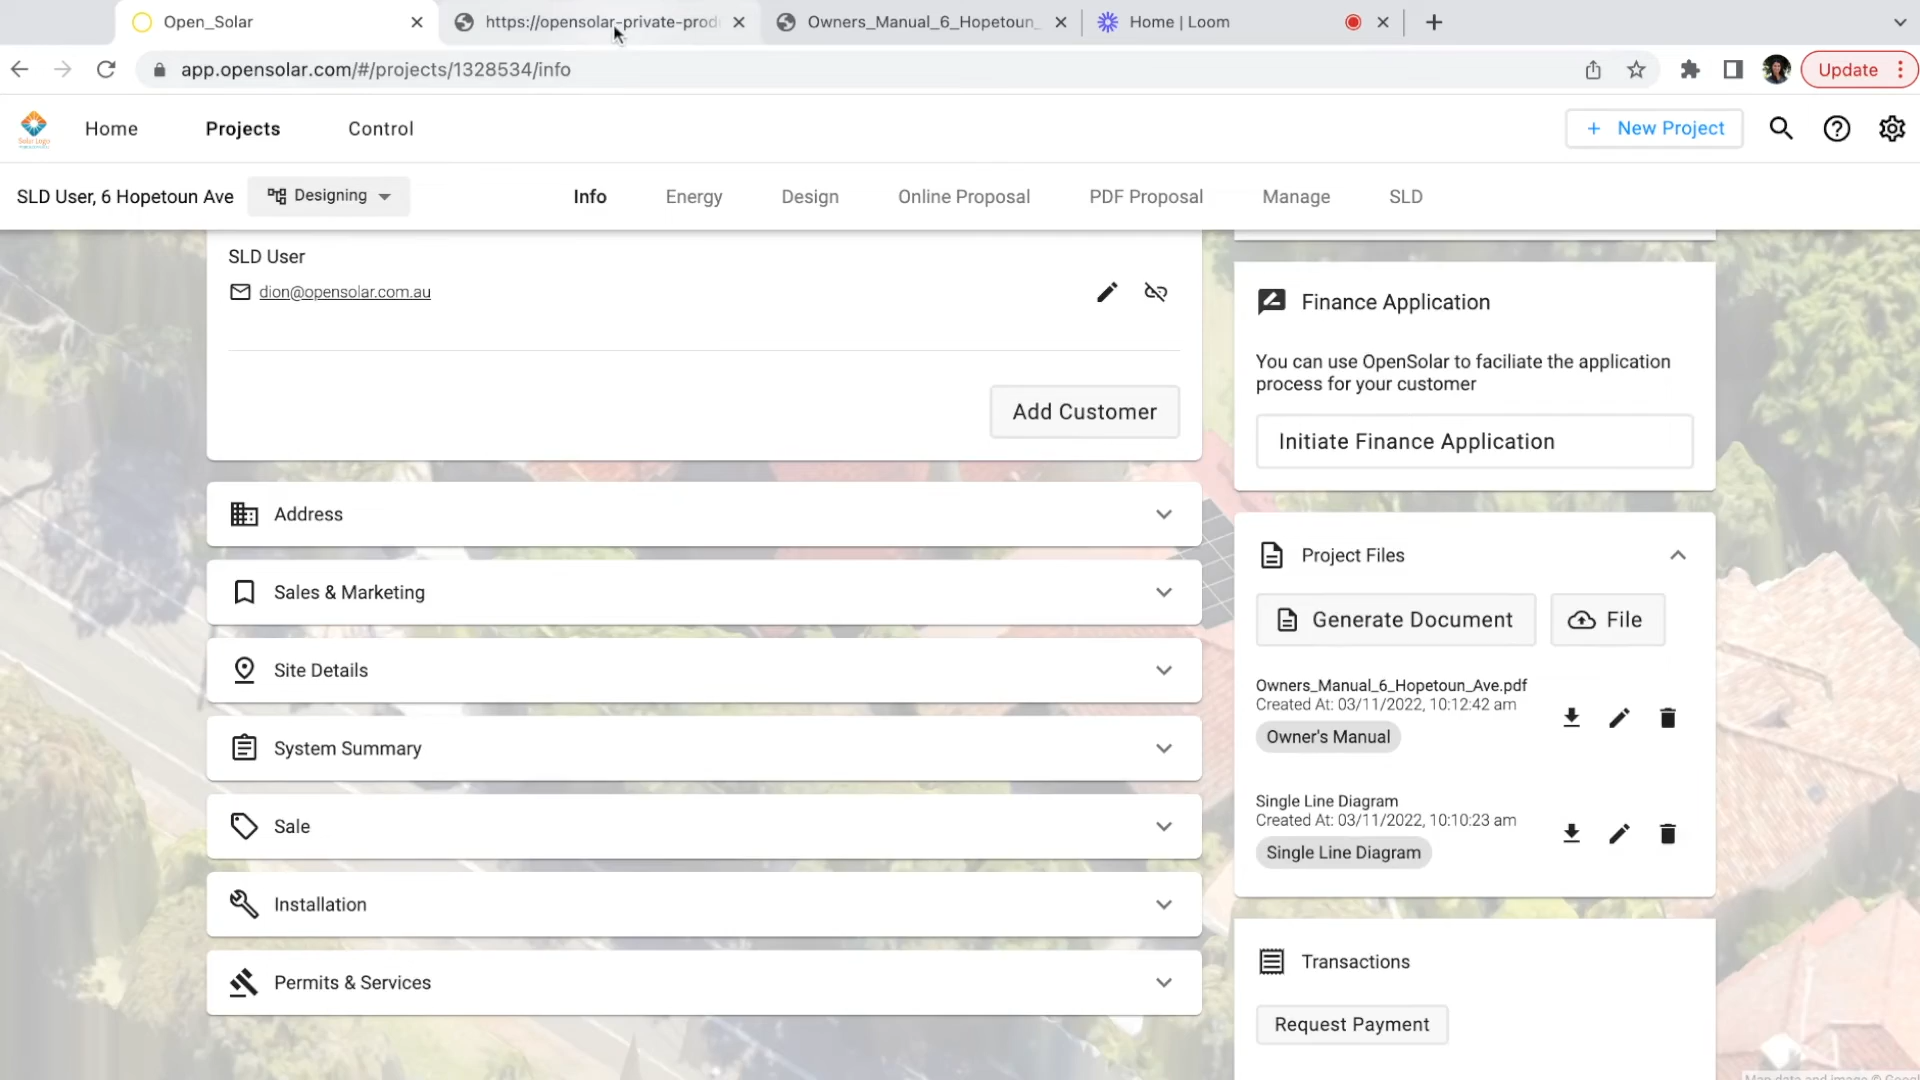 Open_Solar
https://opensolar-private-prod
Owners_Manual_6_Hopetoun_
Home | Loom
app.opensolar.com/#/projects/1328534/info
Update
Home
Projects
Control
+ New Project
SLD User, 6 Hopetoun Ave
Designing
Info
Energy
Design
Online Proposal
PDF Proposal
Manage
SLD
SLD User
dion@opensolar.com.au
Add Customer
Address
Sales & Marketing
Site Details
System Summary
Sale
Installation
Permits & Services
Finance Application
You can use OpenSolar to faciliate the application
process for your customer
Initiate Finance Application
Project Files
Generate Document
File
Owners_Manual_6_Hopetoun_Ave.pdf
Created At: 03/11/2022, 10:12:42 am
Owner's Manual
Single Line Diagram
Created At: 03/11/2022, 10:10:23 am
Single Line Diagram
Transactions
Request Payment